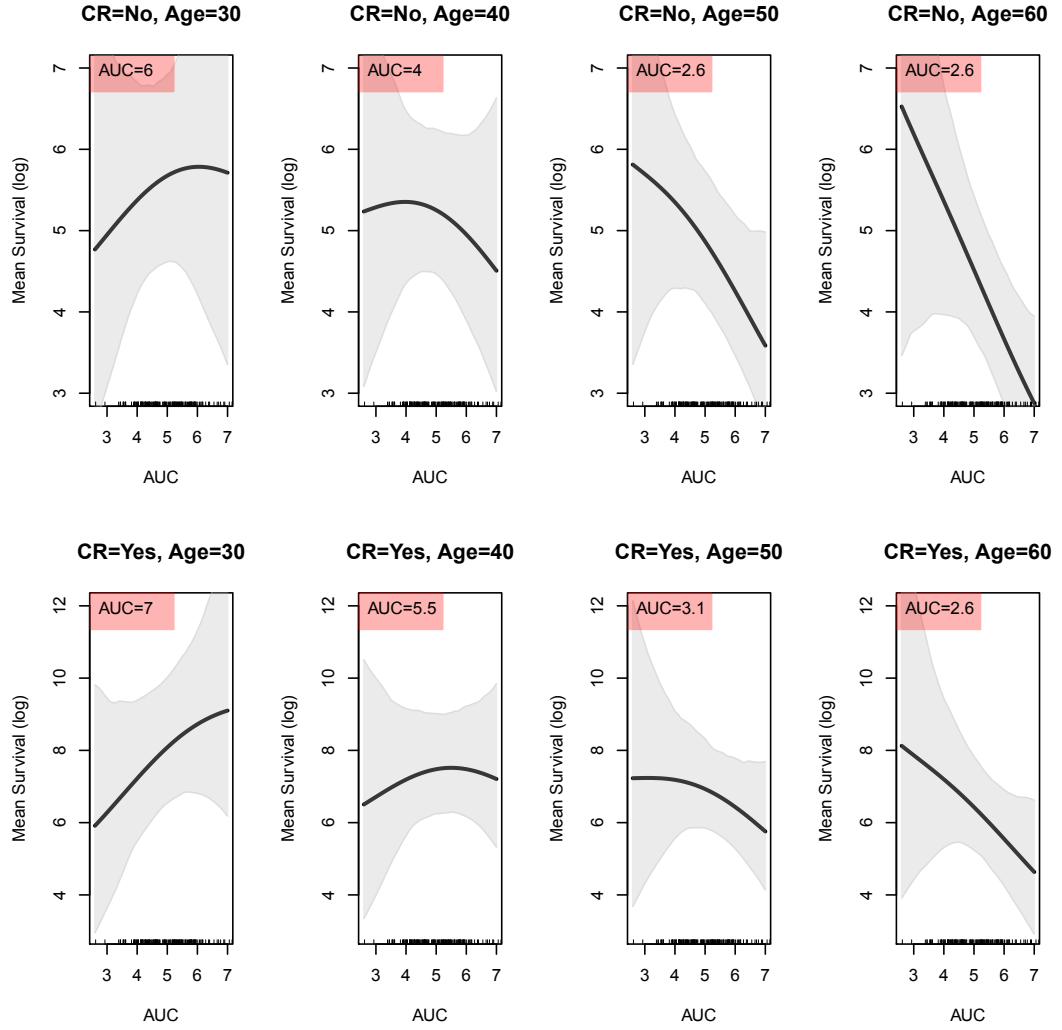 CR=No, Age=30
AUC=6
7
6
5
4
3
Mean Survival (log)
3 4 5 6 7
AUC
CR=No, Age=40
AUC=4
7
6
5
4
3
Mean Survival (log)
3 4 5 6 7
AUC
CR=No, Age=50
AUC=2.6
7
6
5
4
3
Mean Survival (log)
3 4 5 6 7
AUC
CR=No, Age=60
AUC=2.6
7
6
5
4
3
Mean Survival (log)
3 4 5 6 7
AUC
CR=Yes, Age=30
AUC=7
12
10
8
6
4
Mean Survival (log)
3 4 5 6 7
AUC
CR=Yes, Age=40
AUC=5.5
12
10
8
6
4
Mean Survival (log)
3 4 5 6 7
AUC
CR=Yes, Age=50
AUC=3.1
12
10
8
6
4
Mean Survival (log)
3 4 5 6 7
AUC
CR=Yes, Age=60
AUC=2.6
12
10
8
6
4
Mean Survival (log)
3 4 5 6 7
AUC